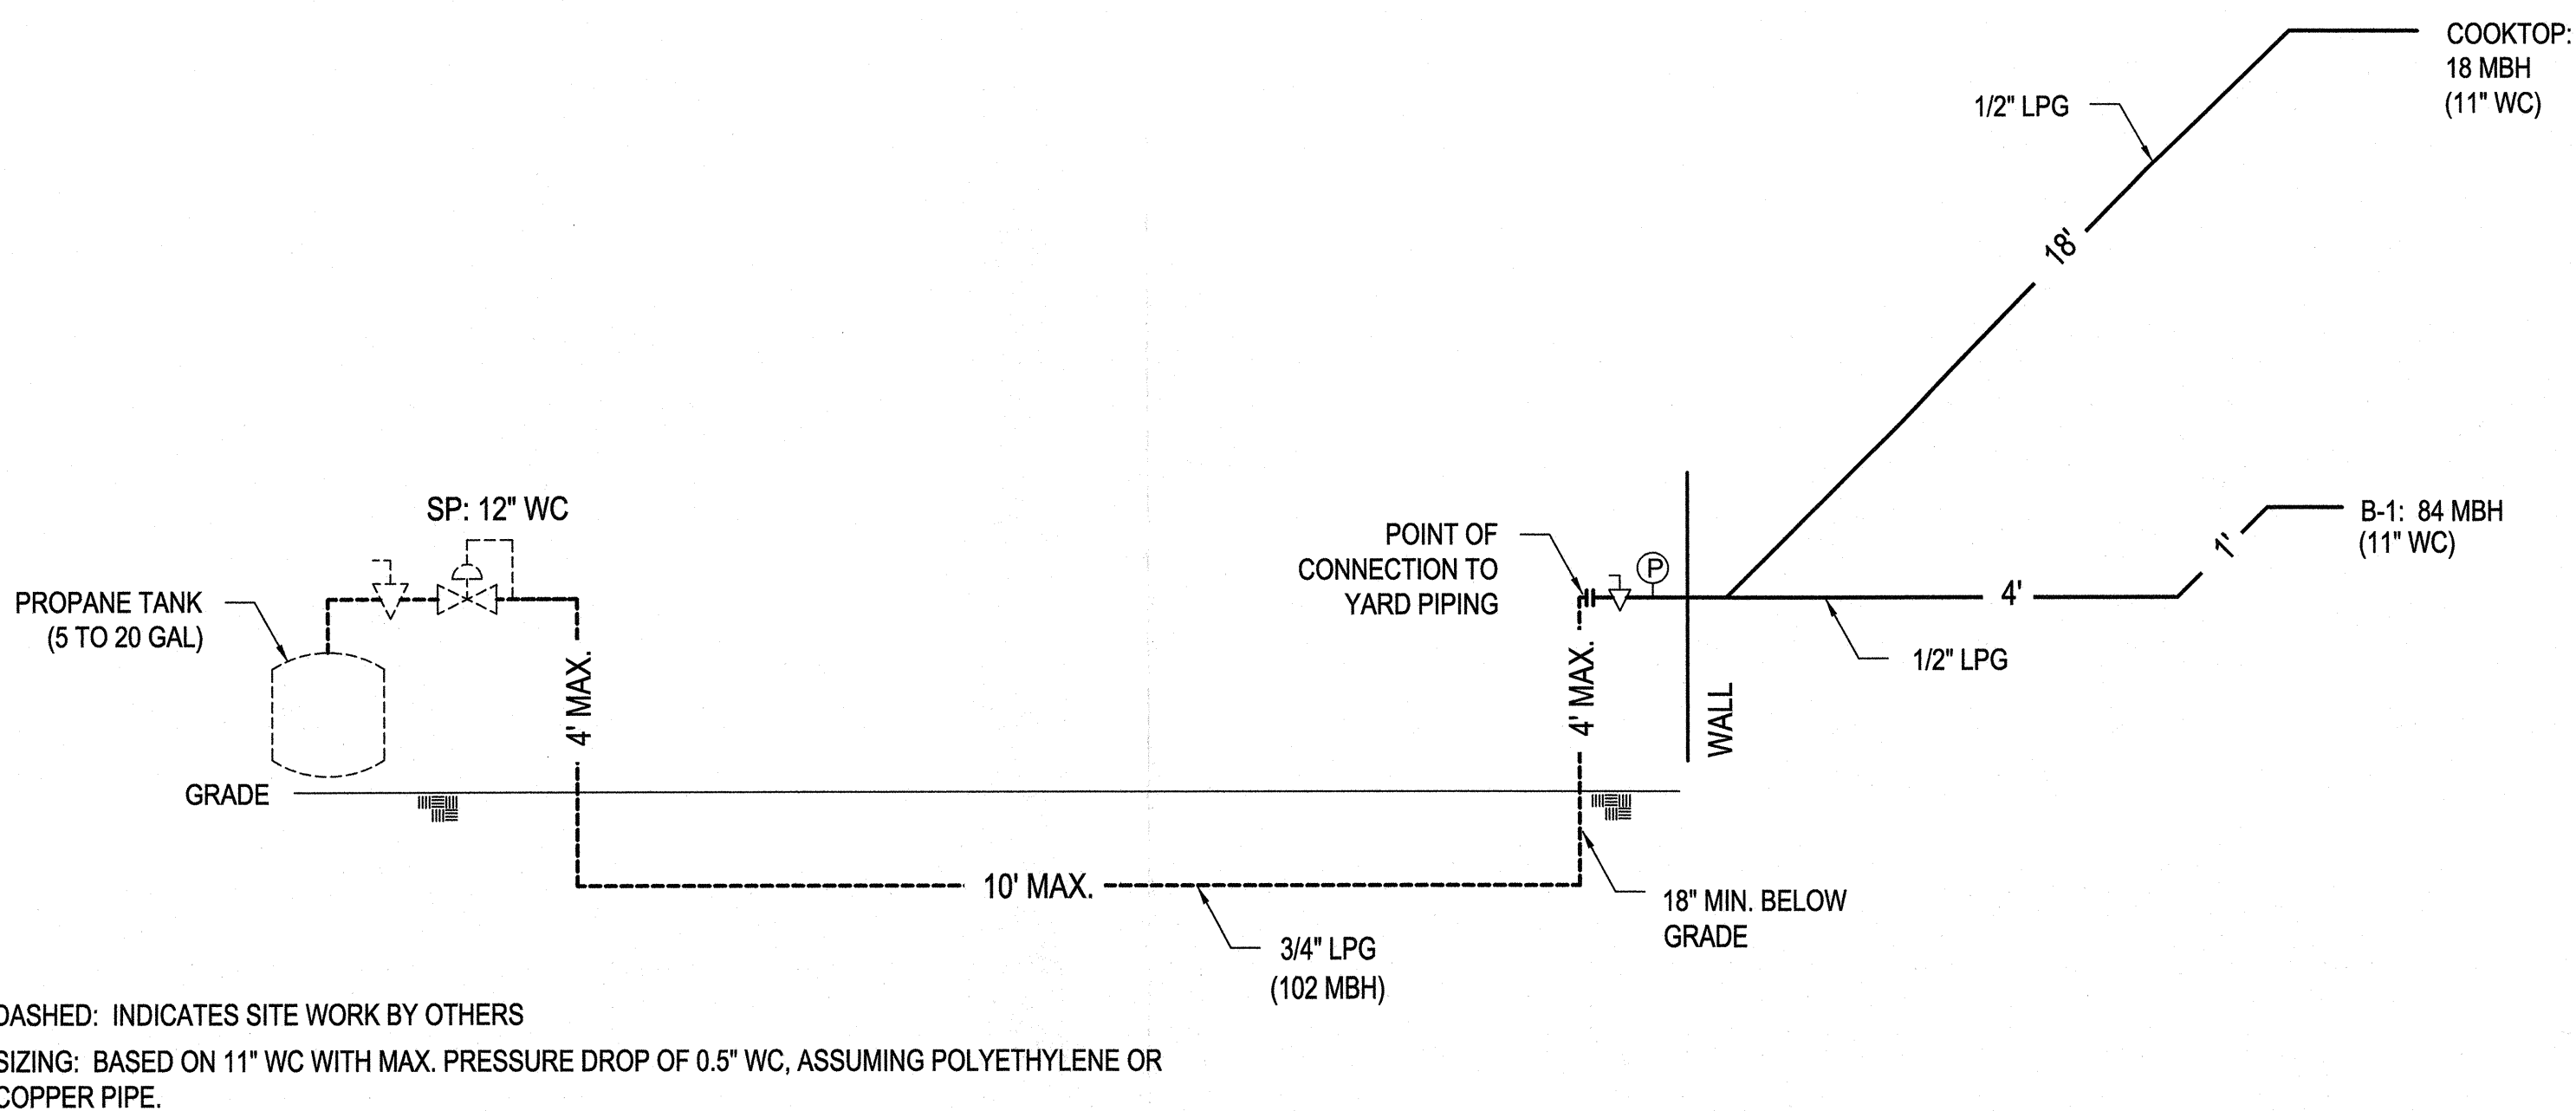 COOKTOP:
18 MBH
(11" WC)
1/2" LPG
18'
SP: 12" WC
POINT OF
CONNECTION TO
YARD PIPING
P
B-1: 84 MBH
(11" WC)
1'
4'
PROPANE TANK
(5 TO 20 GAL)
4' MAX.
4' MAX.
WALL
1/2" LPG
GRADE
10' MAX.
18" MIN. BELOW
GRADE
3/4" LPG
(102 MBH)
DASHED: INDICATES SITE WORK BY OTHERS
SIZING: BASED ON 11" WC WITH MAX. PRESSURE DROP OF 0.5" WC, ASSUMING POLYETHYLENE OR
COPPER PIPE.